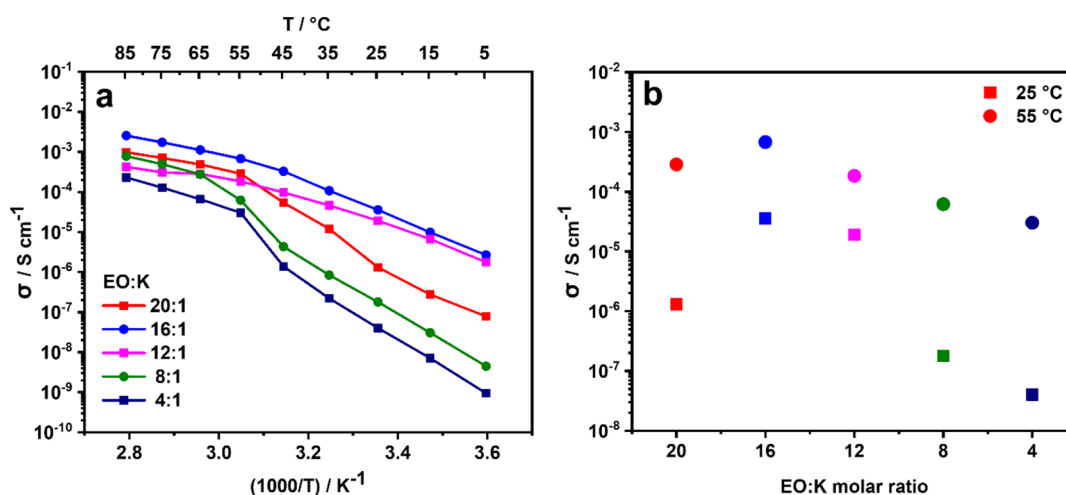 T / °C
85 75 65 55 45 35 25 15 5
a
10-1
10-2
10-3
10-4
10-5
10-6
10-7
10-8
10-9
10-10
σ / S cm-1
EO:K
20:1
16:1
12:1
8:1
4:1
2.8 3.0 3.2 3.4 3.6
(1000/T) / K-1
b
25 °C
55 °C
10-2
10-3
10-4
10-5
10-6
10-7
10-8
σ / S cm-1
20 16 12 8 4
EO:K molar ratio